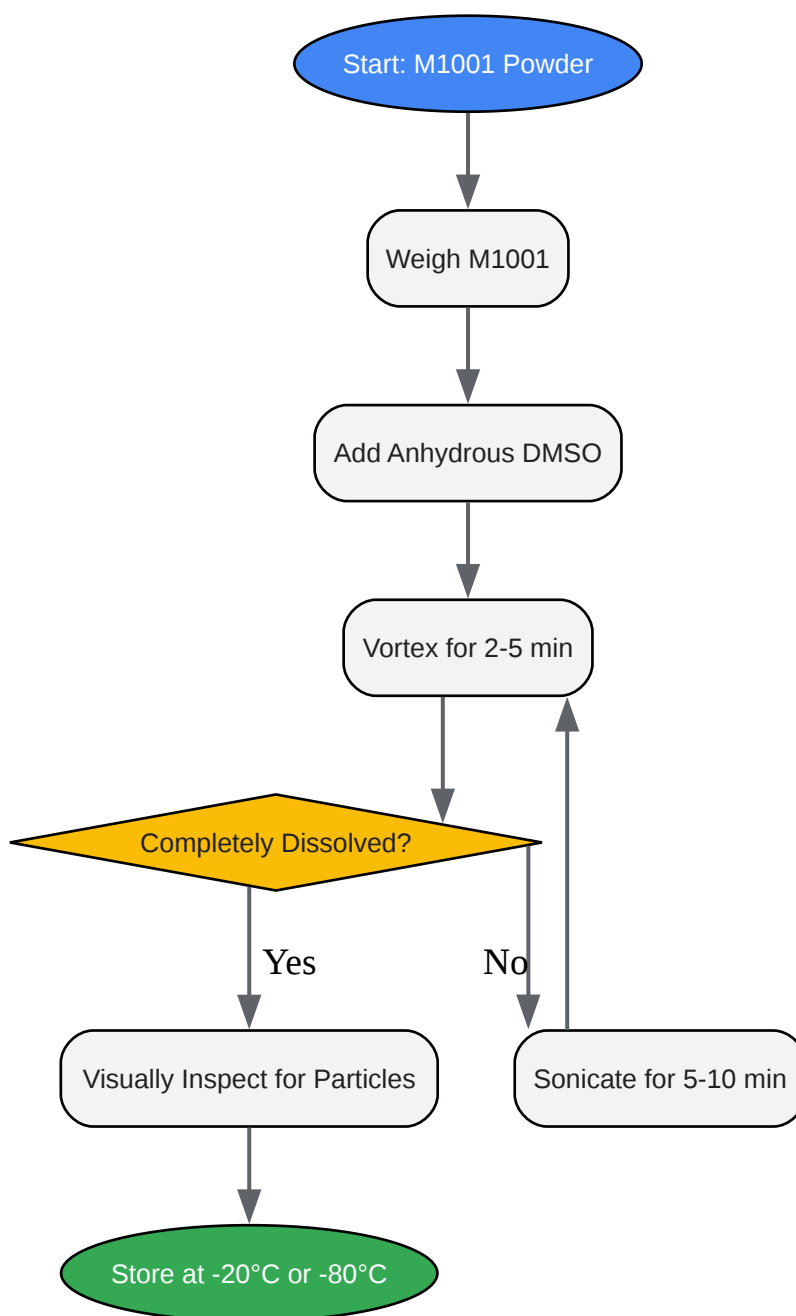 Start: M1001 Powder
Weigh M1001
Add Anhydrous DMSO
Vortex for 2-5 min
Completely Dissolved?
Yes
No
Visually Inspect for Particles
Sonicate for 5-10 min
Store at -20°C or -80°C